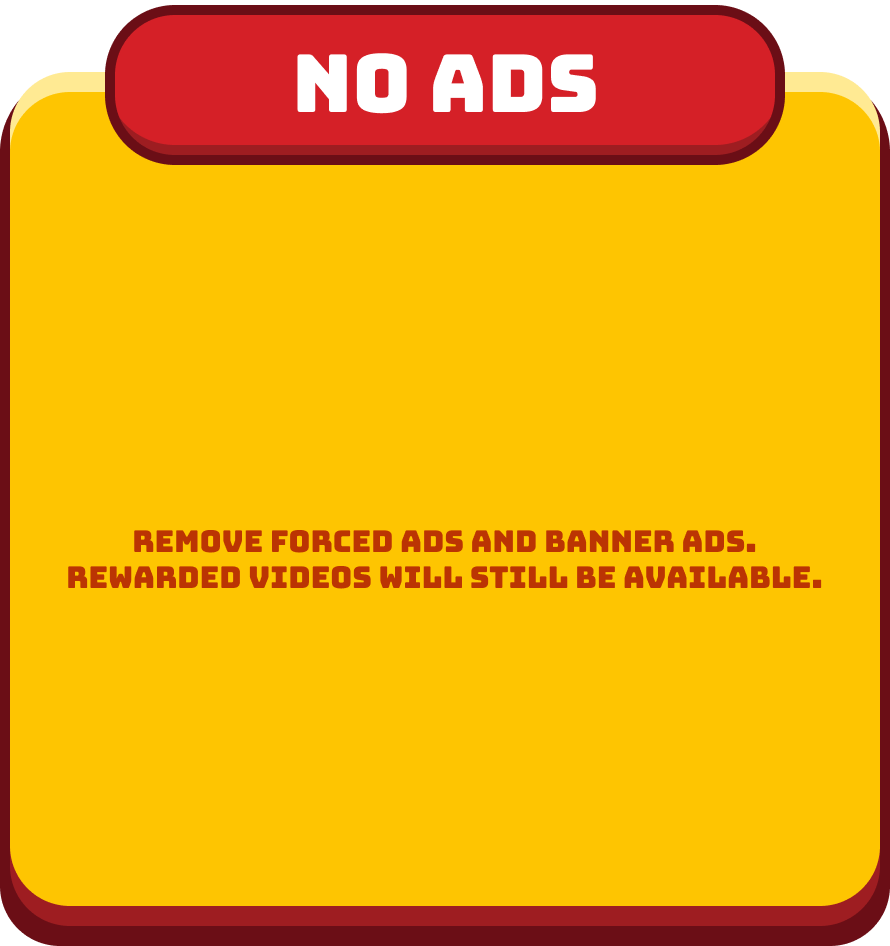 NO ADS
REMOVE FORCED ADS AND BANNER ADS.
REWARDED VIDEOS WILL STILL BE AVAILABLE.